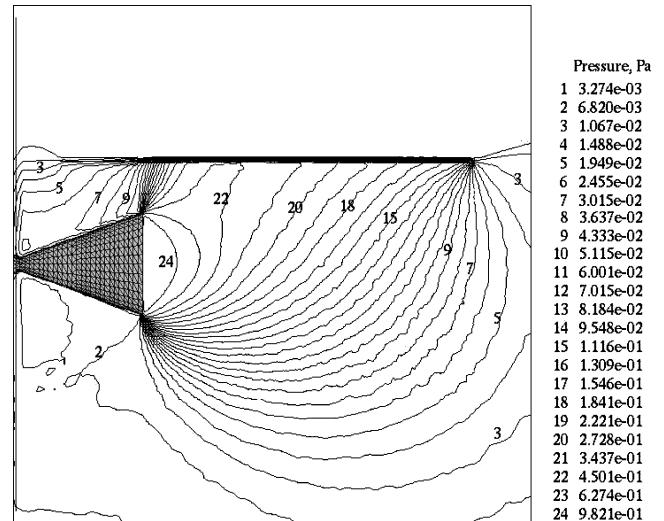 Pressure, Pa
1 3.274e-03
2 6.820e-03
3 1.067e-02
4 1.488e-02
5 1.949e-02
6 2.455e-02
7 3.015e-02
8 3.637e-02
9 4.333e-02
10 5.115e-02
11 6.001e-02
12 7.015e-02
13 8.184e-02
14 9.548e-02
15 1.116e-01
16 1.309e-01
17 1.546e-01
18 1.841e-01
19 2.221e-01
20 2.728e-01
21 3.437e-01
22 4.501e-01
23 6.274e-01
24 9.821e-01
3
3
5
7
9
22
20
18
15
9
7
24
5
2
1
3